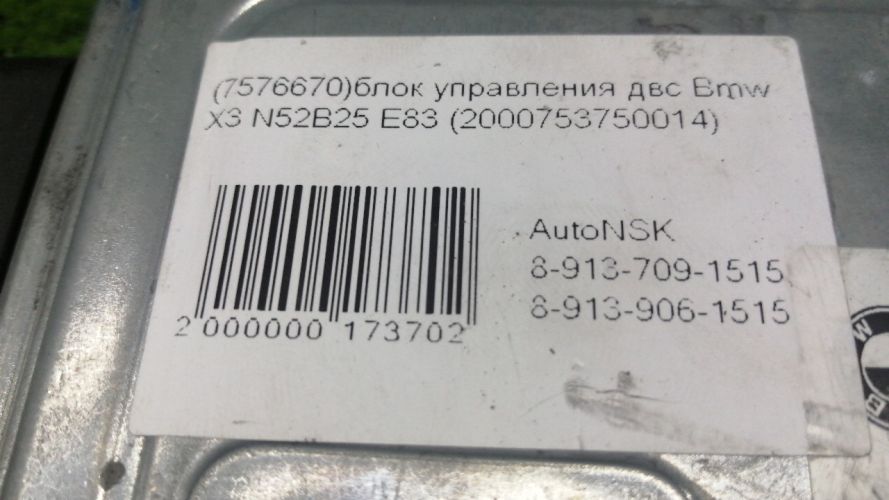 (7576670)блок управления двс Bmw
X3 N52B25 E83 (2000753750014)
AutoNSK
8-913-709-1515
8-913-906-1515
2 000000 173702
W